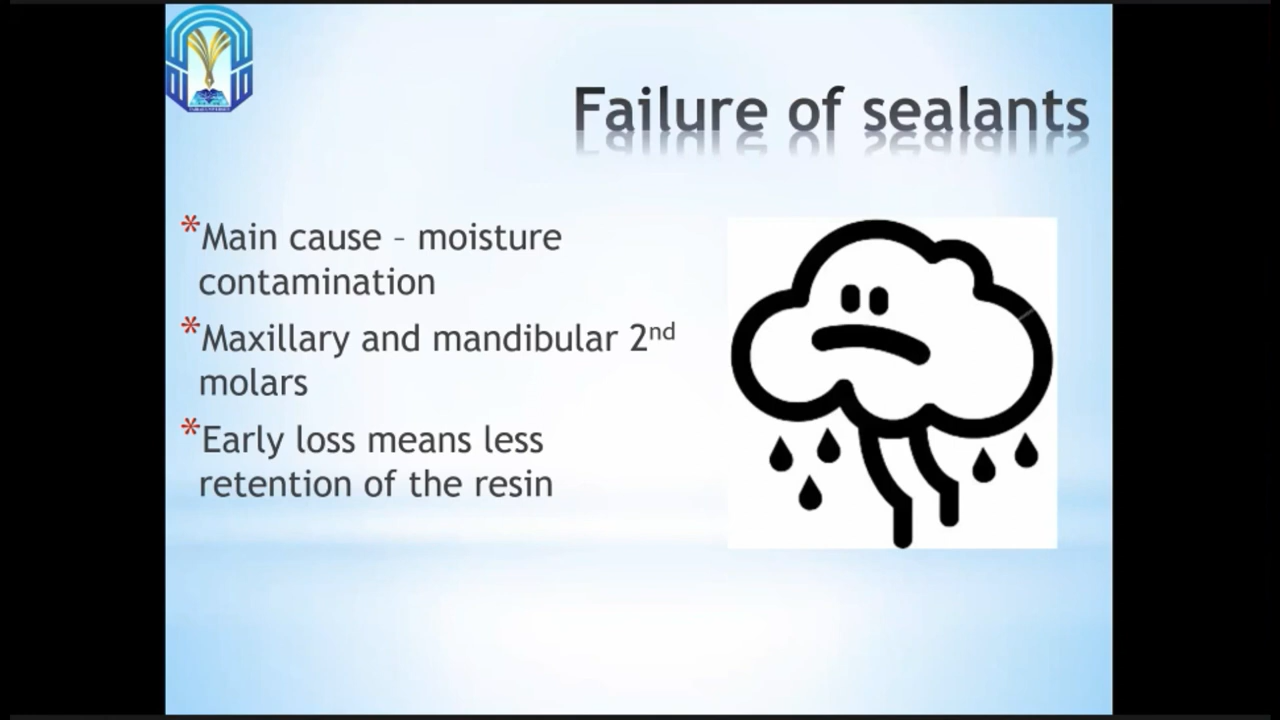 Failure of sealants
*Main cause – moisture
contamination
*Maxillary and mandibular 2nd
molars
*Early loss means less
retention of the resin